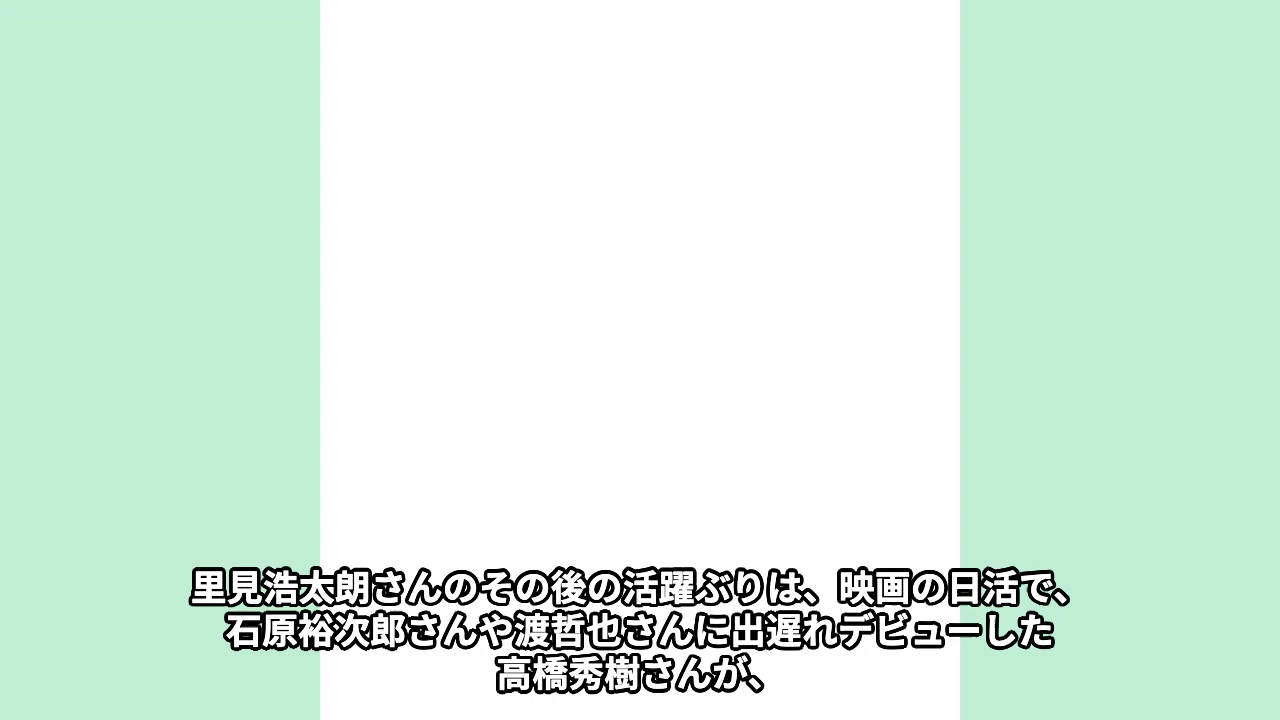 里見浩太朗さんのその後の活躍ぶりは、映画の日活で、
石原裕次郎さんや渡哲也さんに出遅れデビューした
高橋秀樹さんが、